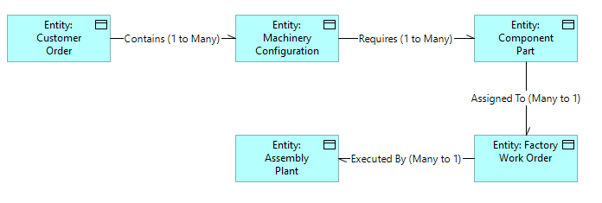 Entity:
Customer
Order
Contains (1 to Many)
Entity:
Machinery
Configuration
Requires (1 to Many)
Entity:
Component
Part
Assigned To (Many to 1)
Entity: Factory
Work Order
Executed By (Many to 1)
Entity:
Assembly
Plant